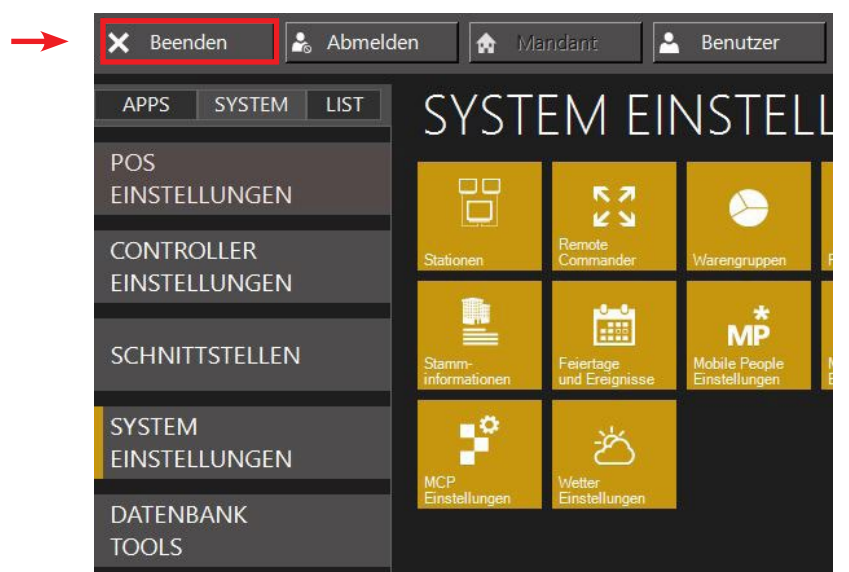 Beenden
Abmelden
Mandant
Benutzer
APPS SYSTEM LIST
SYSTEM EINSTELL
POS
EINSTELLUNGEN
CONTROLLER
EINSTELLUNGEN
SCHNITTSTELLEN
SYSTEM
EINSTELLUNGEN
DATENBANK
TOOLS
Stationen
Remote
Commander
Warengruppen
Stamm-
informationen
Feiertage
und Ereignisse
MP
Mobile People
Einstellungen
MCP
Einstellungen
Wetter
Einstellungen